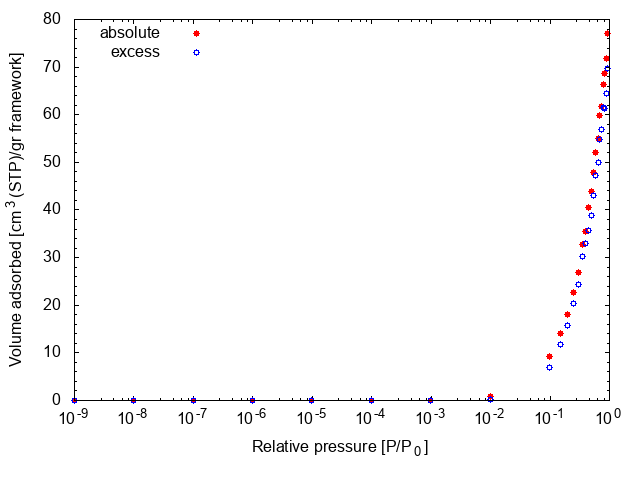 80
70
60
50
40
30
20
10
0
Volume adsorbed [cm³ (STP)/gr framework]
absolute
excess
10⁻⁹ 10⁻⁸ 10⁻⁷ 10⁻⁶ 10⁻⁵ 10⁻⁴ 10⁻³ 10⁻² 10⁻¹ 10⁰
Relative pressure [P/P₀]